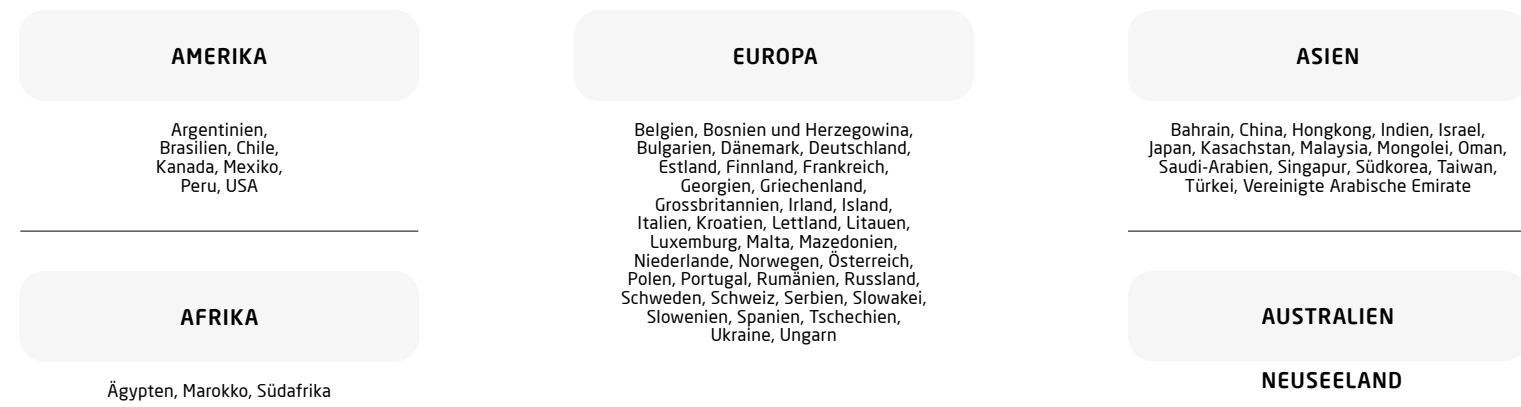 AMERIKA
Argentinien,
Brasilien, Chile,
Kanada, Mexiko,
Peru, USA
AFRIKA
Ägypten, Marokko, Südafrika
EUROPA
Belgien, Bosnien und Herzegowina,
Bulgarien, Dänemark, Deutschland,
Estland, Finnland, Frankreich,
Georgien, Griechenland,
Grossbritannien, Irland, Island,
Italien, Kroatien, Lettland, Litauen,
Luxemburg, Malta, Mazedonien,
Niederlande, Norwegen, Österreich,
Polen, Portugal, Rumänien, Russland,
Schweden, Schweiz, Serbien, Slowakei,
Slowenien, Spanien, Tschechien,
Ukraine, Ungarn
ASIEN
Bahrain, China, Hongkong, Indien, Israel,
Japan, Kasachstan, Malaysia, Mongolei, Oman,
Saudi-Arabien, Singapur, Südkorea, Taiwan,
Türkei, Vereinigte Arabische Emirate
AUSTRALIEN
NEUSEELAND